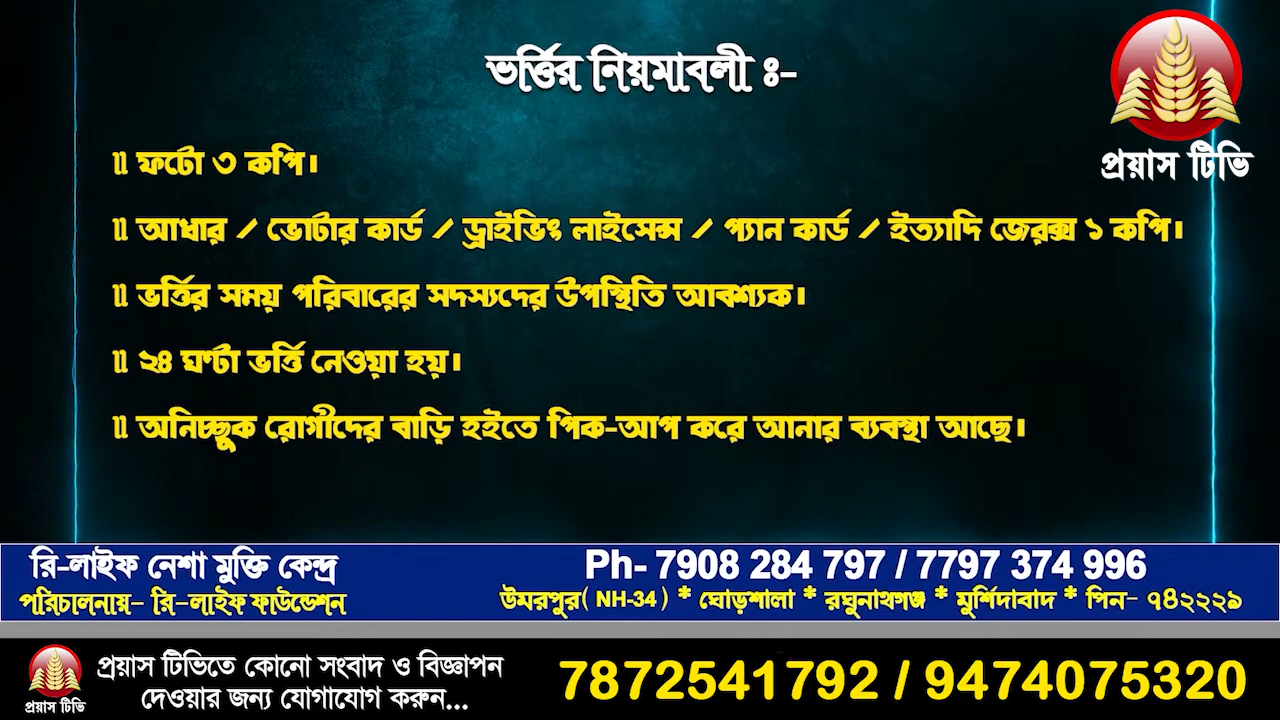 ভর্ত্তির নিয়মাবলী ঃ-
প্রয়াস টিভি
॥ ফটো ৩ কপি।
॥ আধার / ভোটার কার্ড / ড্রাইভিং লাইসেন্স / প্যান কার্ড / ইত্যাদি জেরক্স ১ কপি।
॥ ভর্ত্তির সময় পরিবারের সদস্যদের উপস্থিতি আবশ্যক।
॥ ২৪ ঘণ্টা ভর্ত্তি নেওয়া হয়।
॥ অনিচ্ছুক রোগীদের বাড়ি হইতে পিক-আপ করে আনার ব্যবস্থা আছে।
রি-লাইফ নেশা মুক্তি কেন্দ্র
পরিচালনায়- রি-লাইফ ফাউন্ডেশন
Ph- 7908 284 797 / 7797 374 996
উমরপুর( NH-34 ) * ঘোড়শালা * রঘুনাথগঞ্জ * মুর্শিদাবাদ * পিন- ৭৪২২২৯
প্রয়াস টিভি
প্রয়াস টিভিতে কোনো সংবাদ ও বিজ্ঞাপন
দেওয়ার জন্য যোগাযোগ করুন...
7872541792 / 9474075320